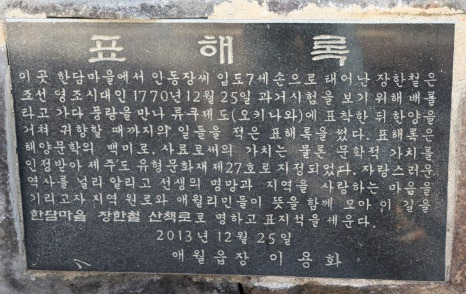 표 해 록
이 곳 한담마을에서 인동장씨 입도7세손으로 태어난 장한철은
조선 영조시대인 1770년12월 25일 과거시험을 보기 위해 배를
타고 가다 풍랑을 만나 류쿠제도(오키나와)에 표착한 뒤 한양을
거쳐 귀향할 때까지의 일들을 적은 표해록을 썼다. 표해록은
해양문학의 백미로, 사료로써의 가치는 물론 문학적 가치를
인정받아 제주도 유형문화재 제27호로 지정되었다. 자랑스러운
역사를 널리 알리고 선생의 명망과 지역을 사랑하는 마음을
기리고자 지역 원로와 애월리민들이 뜻을 함께 모아 이 길을
한담마을 장한철 산책로로 명하고 표지석을 세운다.
2013년 12월 25일
애월읍장 이용화